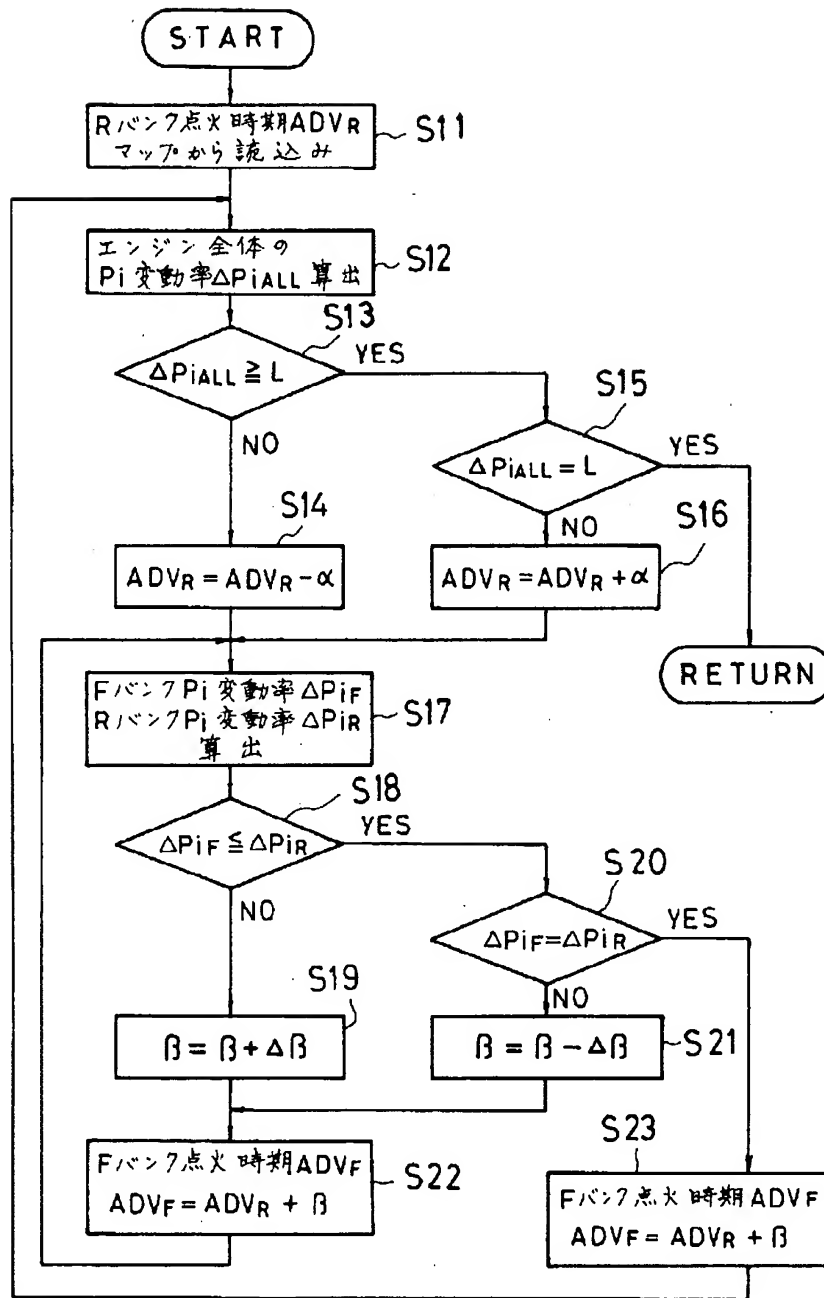 START
Rバンク点火時期ADVR
マップから読込み
S11
エンジン全体の
Pi変動率ΔPiALL算出
S12
S13
ΔPiALL≧L
YES
NO
S15
ΔPiALL=L
YES
NO
S14
ADVR=ADVR-α
S16
ADVR=ADVR+α
RETURN
FバンクPi変動率ΔPiF
RバンクPi変動率ΔPiR
算出
S17
S18
ΔPiF≦ΔPiR
YES
NO
S20
ΔPiF=ΔPiR
YES
NO
S19
β=β+Δβ
β=β-Δβ
S21
Fバンク点火時期ADVF
ADVF=ADVR+β
S22
S23
Fバンク点火時期ADVF
ADVF=ADVR+β